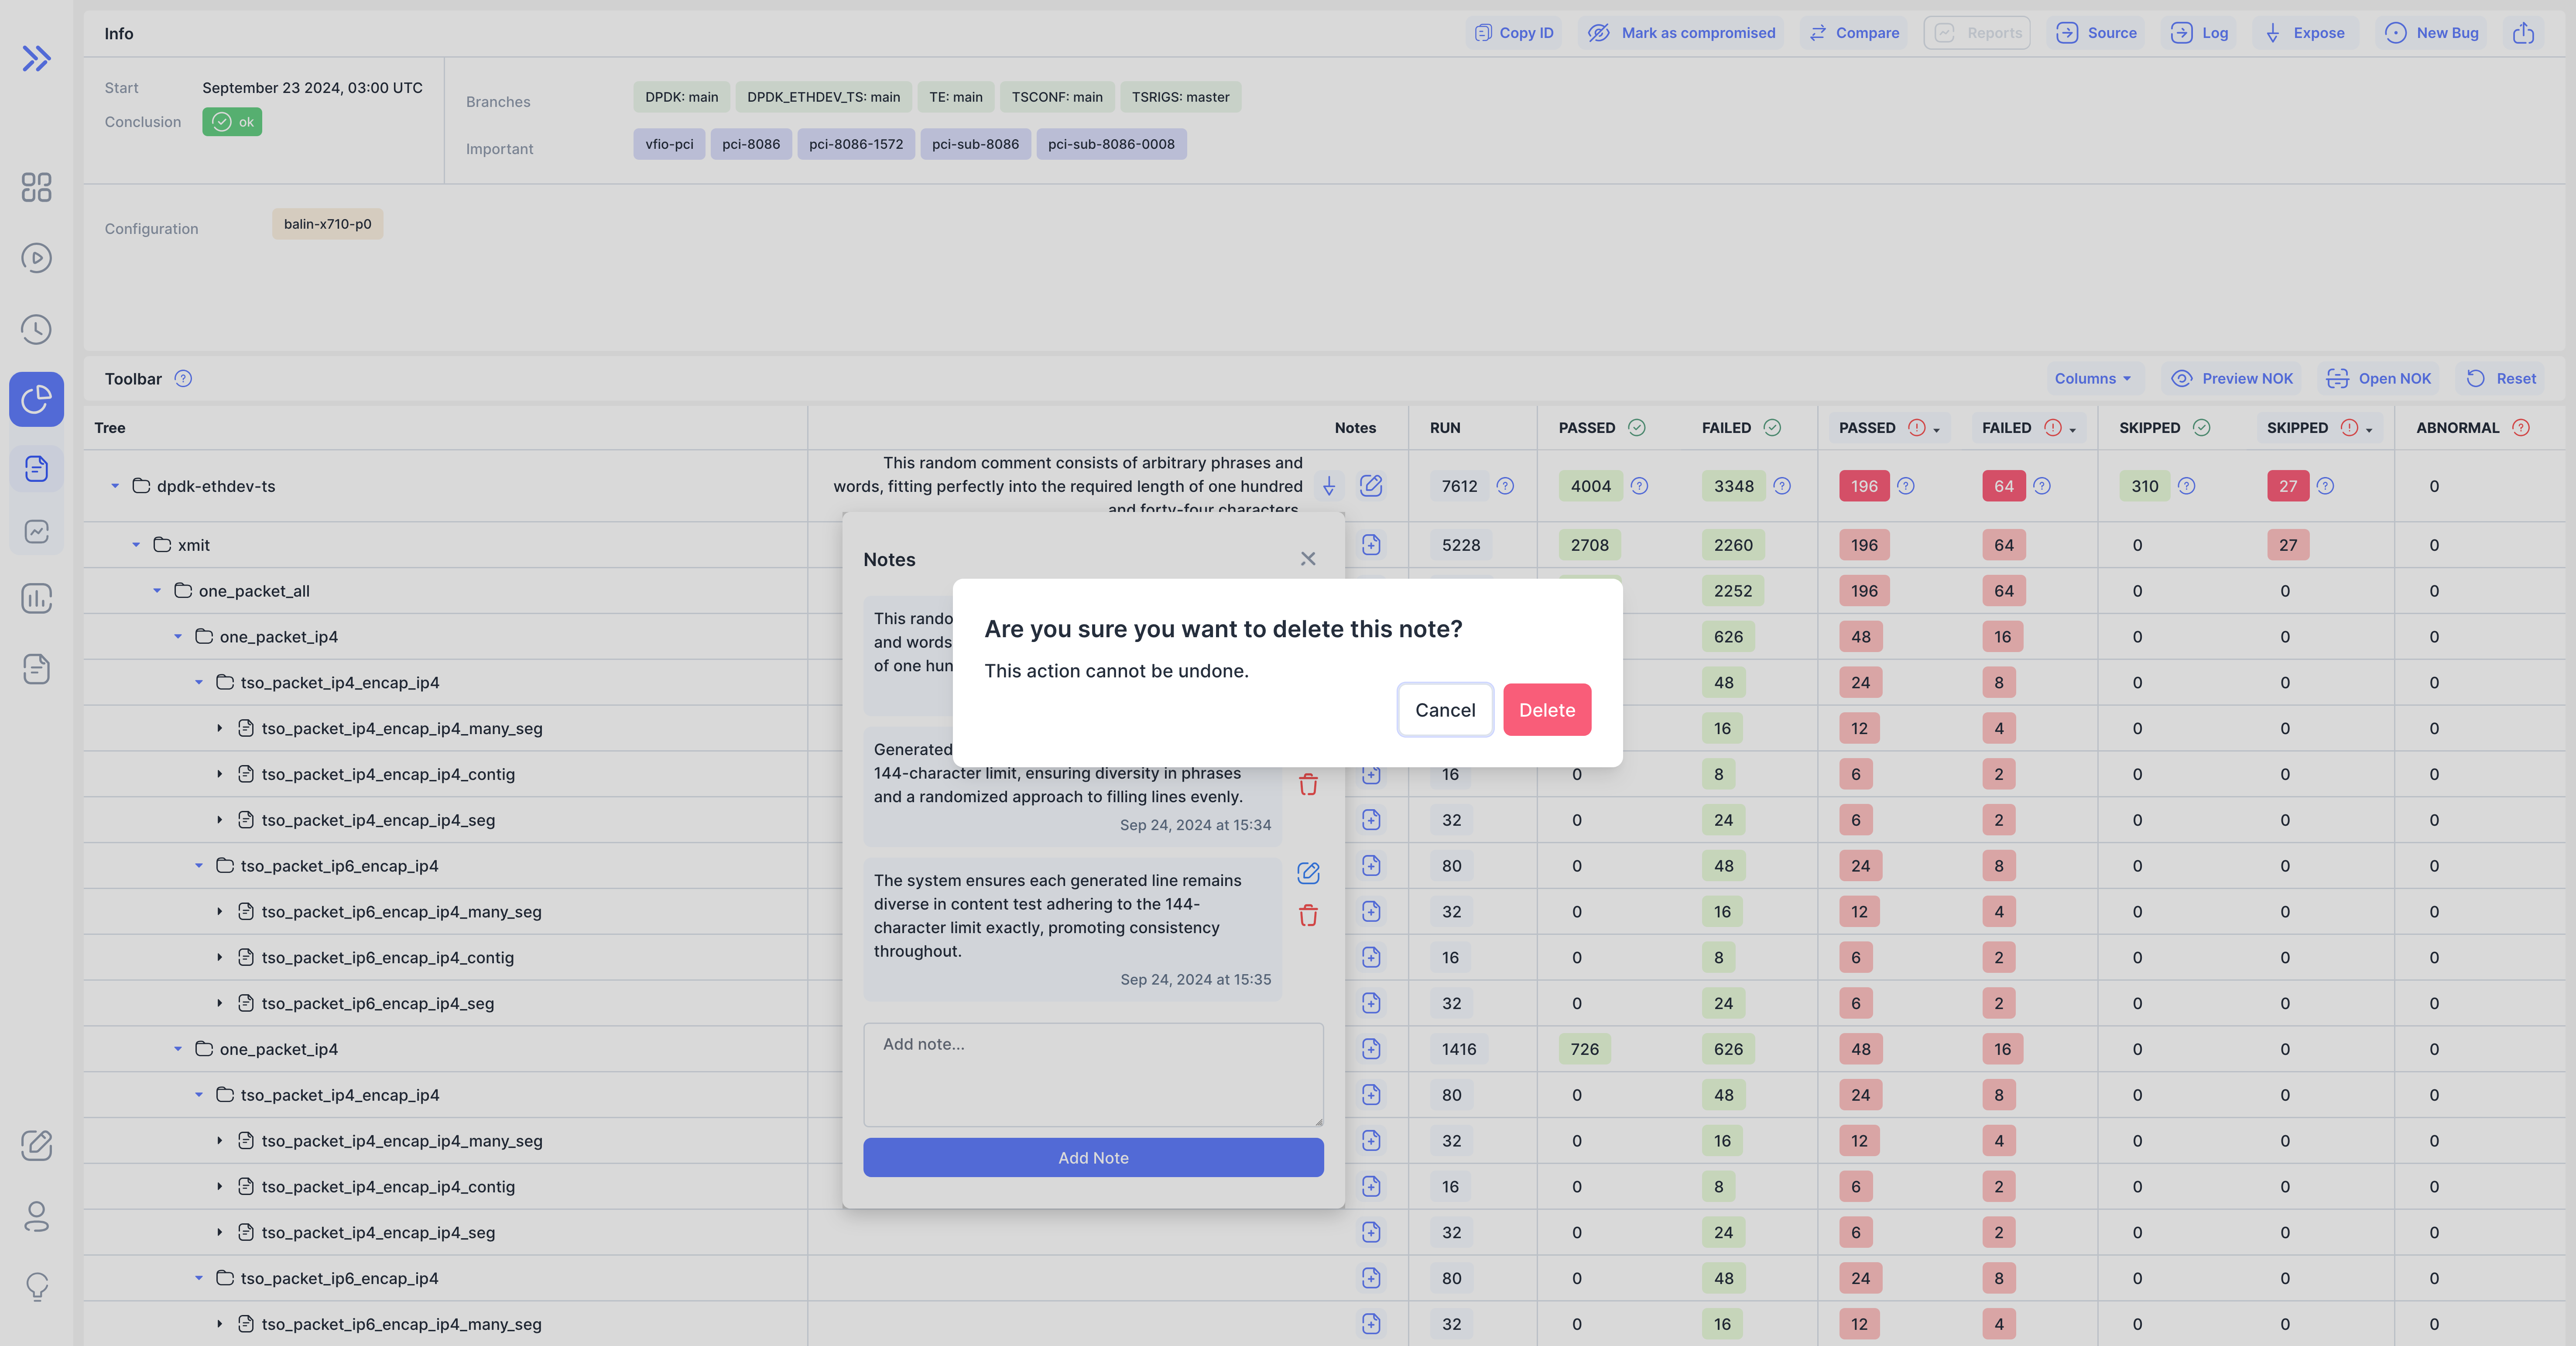 Info
Copy ID
Mark as compromised
Compare
Reports
Source
Log
Expose
New Bug
Start September 23 2024, 03:00 UTC
Conclusion ok
Branches DPDK: main DPDK_ETHDEV_TS: main TE: main TSCONF: main TSRIGS: master
Important vfio-pci pci-8086 pci-8086-1572 pci-sub-8086 pci-sub-8086-0008
Configuration balin-x710-p0
Toolbar
Columns
Preview NOK
Open NOK
Reset
Tree Notes RUN PASSED FAILED PASSED FAILED SKIPPED SKIPPED ABNORMAL
This random comment consists of arbitrary phrases and
words, fitting perfectly into the required length of one hundred
and forty-four characters.
dpdk-ethdev-ts 7612 4004 3348 196 64 310 27 0
xmit 5228 2708 2260 196 64 0 27 0
one_packet_all 2252 196 64 0 0 0
one_packet_ip4 626 48 16 0 0 0
tso_packet_ip4_encap_ip4 48 24 8 0 0 0
tso_packet_ip4_encap_ip4_many_seg 16 12 4 0 0 0
tso_packet_ip4_encap_ip4_contig 16 0 8 6 2 0 0 0
tso_packet_ip4_encap_ip4_seg 32 0 24 6 2 0 0 0
tso_packet_ip6_encap_ip4 80 0 48 24 8 0 0 0
tso_packet_ip6_encap_ip4_many_seg 32 0 16 12 4 0 0 0
tso_packet_ip6_encap_ip4_contig 16 0 8 6 2 0 0 0
tso_packet_ip6_encap_ip4_seg 32 0 24 6 2 0 0 0
one_packet_ip4 1416 726 626 48 16 0 0 0
tso_packet_ip4_encap_ip4 80 0 48 24 8 0 0 0
tso_packet_ip4_encap_ip4_many_seg 32 0 16 12 4 0 0 0
tso_packet_ip4_encap_ip4_contig 16 0 8 6 2 0 0 0
tso_packet_ip4_encap_ip4_seg 32 0 24 6 2 0 0 0
tso_packet_ip6_encap_ip4 80 0 48 24 8 0 0 0
tso_packet_ip6_encap_ip4_many_seg 32 0 16 12 4 0 0 0
Notes
This rando
and words
of one hun
Generated
144-character limit, ensuring diversity in phrases
and a randomized approach to filling lines evenly.
Sep 24, 2024 at 15:34
The system ensures each generated line remains
diverse in content test adhering to the 144-
character limit exactly, promoting consistency
throughout.
Sep 24, 2024 at 15:35
Add note...
Add Note
Are you sure you want to delete this note?
This action cannot be undone.
Cancel
Delete